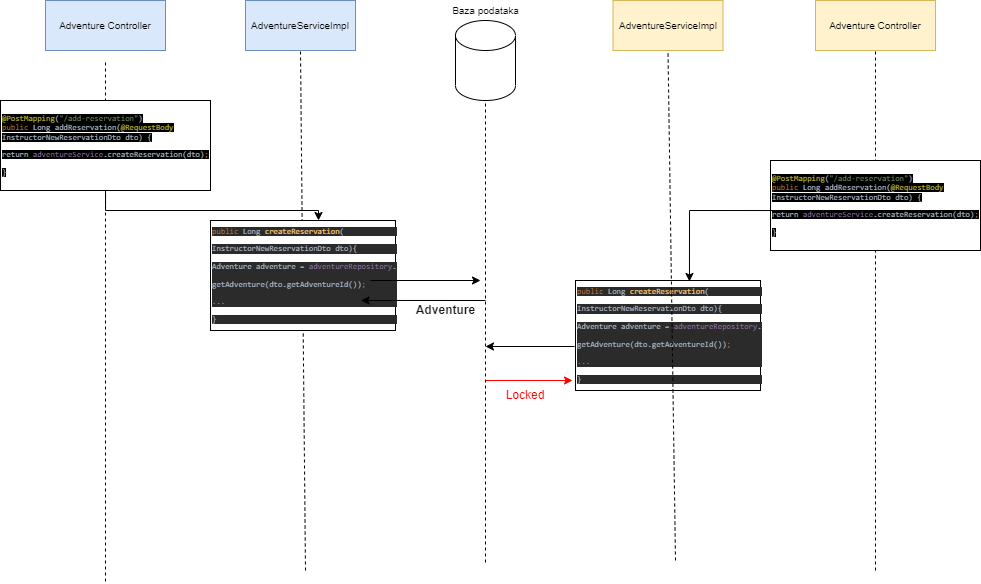 Adventure Controller
AdventureServiceImpl
Baza podataka
AdventureServiceImpl
Adventure Controller
@PostMapping("/add-reservation")
public Long addReservation(@RequestBody
InstructorNewReservationDto dto) {
return adventureService.createReservation(dto);
}
@PostMapping("/add-reservation")
public Long addReservation(@RequestBody
InstructorNewReservationDto dto) {
return adventureService.createReservation(dto);
}
public Long createReservation(
InstructorNewReservationDto dto){
Adventure adventure = adventureRepository.
getAdventure(dto.getAdventureId());
...
}
Adventure
public Long createReservation(
InstructorNewReservationDto dto){
Adventure adventure = adventureRepository.
getAdventure(dto.getAdventureId());
...
}
Locked